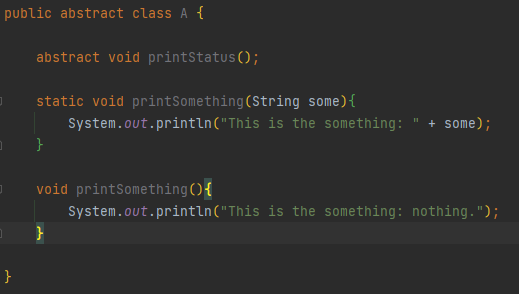 public abstract class A {
abstract void printStatus();
static void printSomething(String some){
System.out.println("This is the something: " + some);
}
void printSomething(){
System.out.println("This is the something: nothing.");
}
}